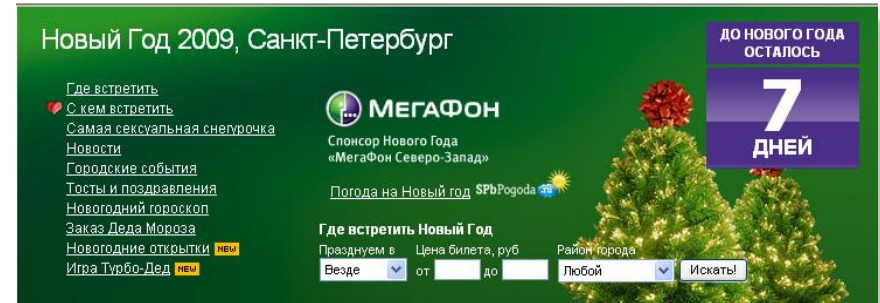 Новый Год 2009, Санкт-Петербург
ДО НОВОГО ГОДА
ОСТАЛОСЬ
7
ДНЕЙ
Где встретить
С кем встретить
Самая сексуальная снегурочка
Новости
Городские события
Тосты и поздравления
Новогодний гороскоп
Заказ Деда Мороза
Новогодние открытки NEW
Игра Турбо-Дед NEW
МЕГАФОН
Спонсор Нового Года
«МегаФон Северо-Запад»
Погода на Новый год SPbPogoda
Где встретить Новый Год
Празднуем в Цена билета, руб Район города
Везде от до Любой Искать!